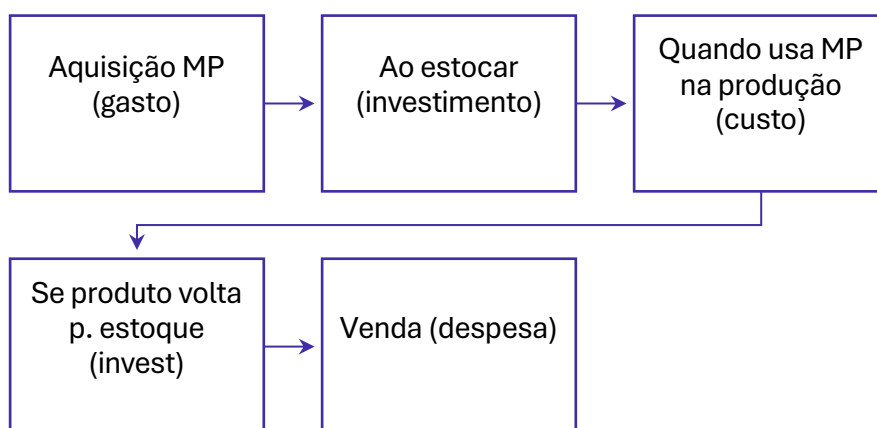 Aquisição MP
(gasto)
Ao estocar
(investimento)
Quando usa MP
na produção
(custo)
Se produto volta
p. estoque
(invest)
Venda (despesa)